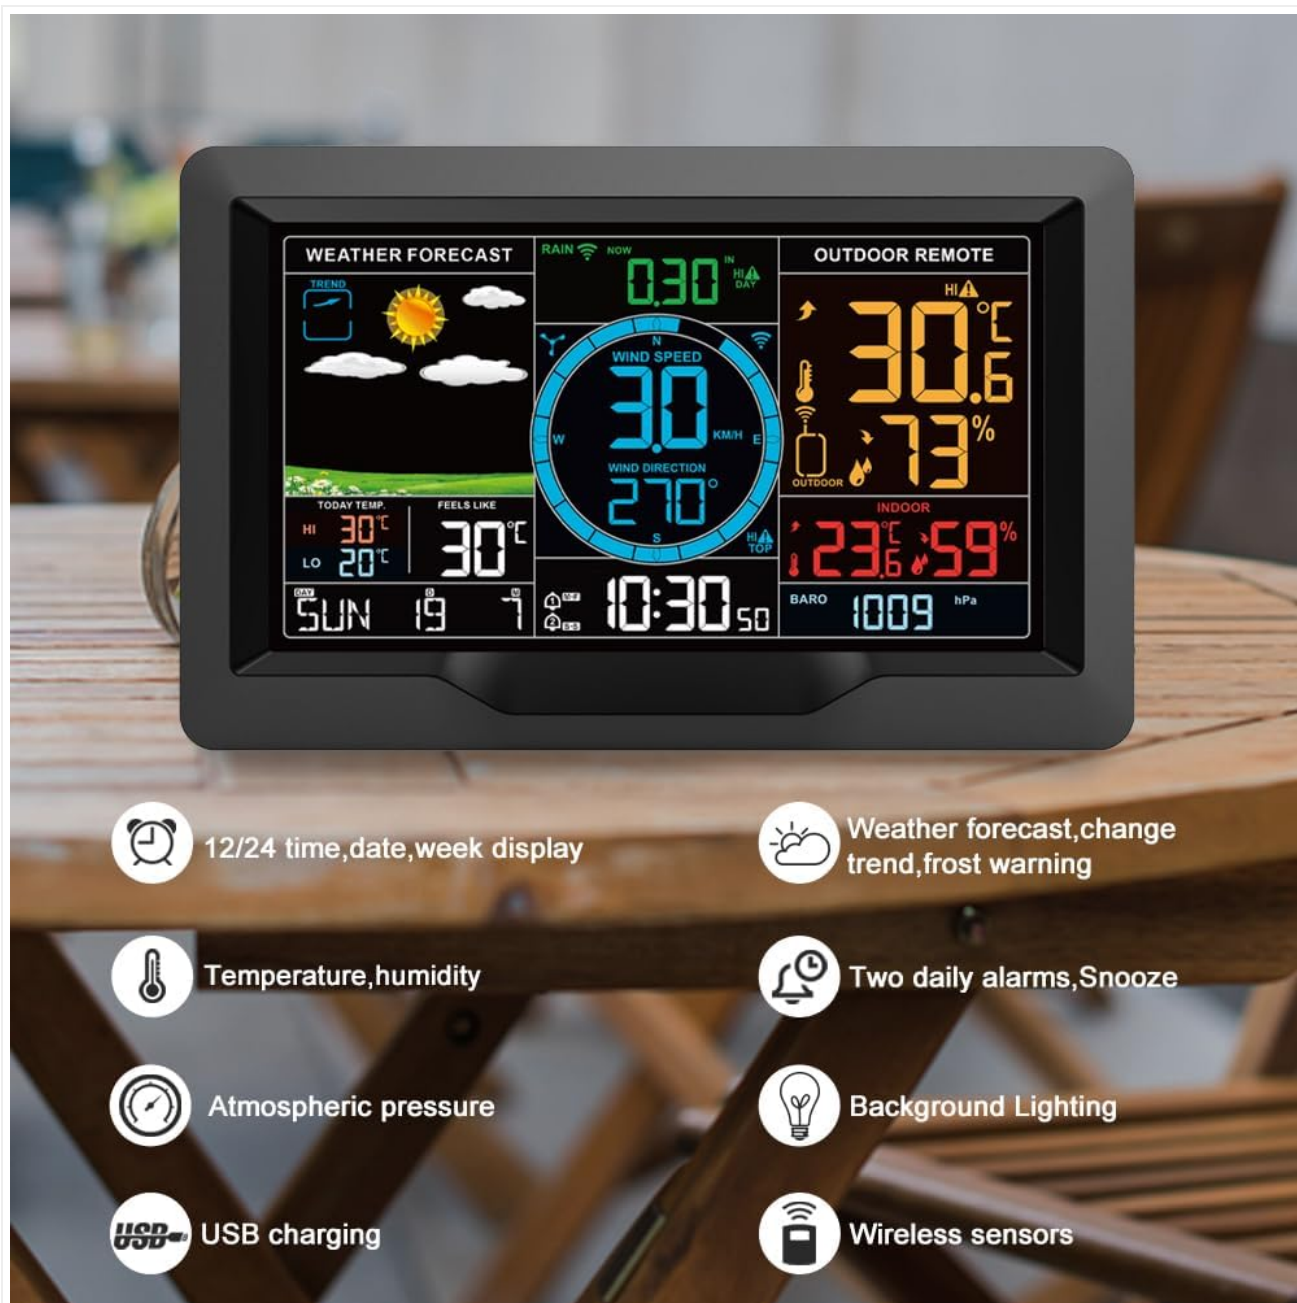 WEATHER FORECAST
TREND
TODAY TEMP.
HI 30°C
LO 20°C
FEELS LIKE
30°C
DAY D M
SUN 19 7
RAIN NOW
0.30 IN
HI
DAY
N
WIND SPEED
3.0 KM/H
W E
WIND DIRECTION
270°
S
HI
TOP
1 M-F
2 S-S
10:30 50
OUTDOOR REMOTE
HI
30.6°C
73%
OUTDOOR
INDOOR
23.6°C 59%
BARO 1009 hPa
12/24 time,date,week display
Weather forecast,change
trend,frost warning
Temperature,humidity
Two daily alarms,Snooze
Atmospheric pressure
Background Lighting
USB USB charging
Wireless sensors